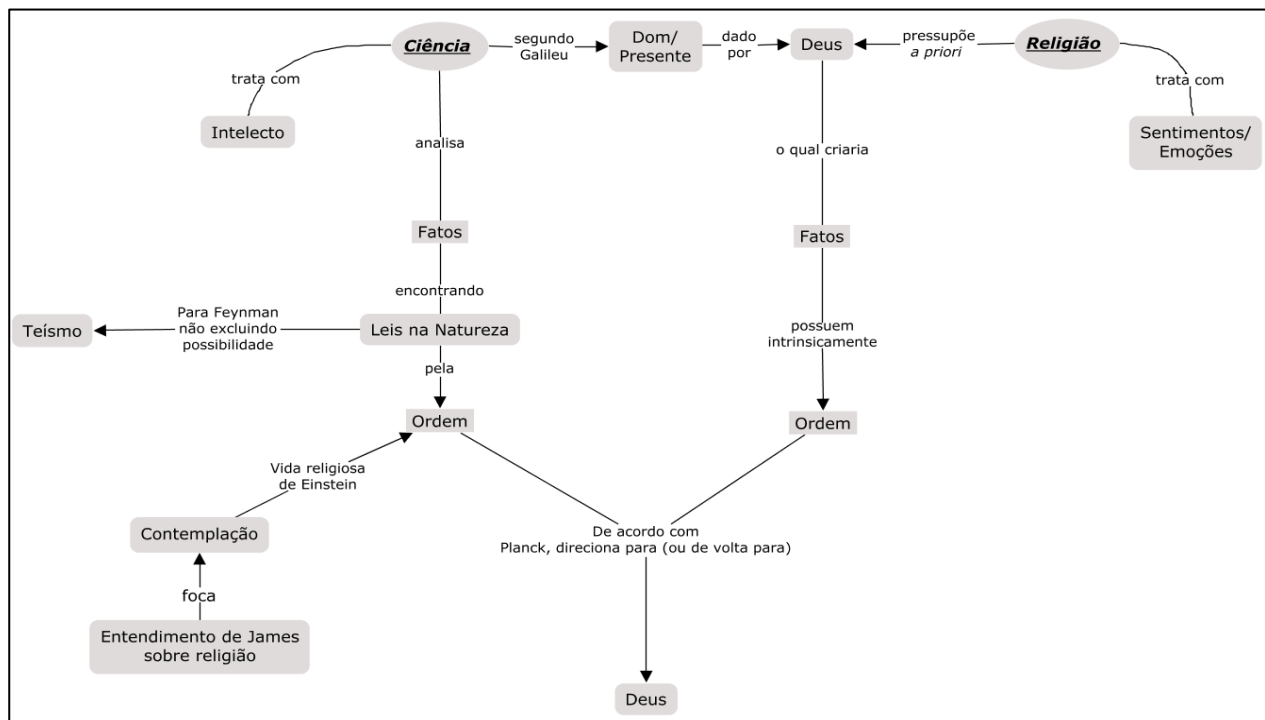 Ciência
segundo
Galileu
Dom/
Presente
dado
por
Deus
pressupõe
a priori
Religião
trata com
Intelecto
analisa
o qual criaria
trata com
Sentimentos/
Emoções
Fatos
Fatos
encontrando
Teísmo
Para Feynman
não excluindo
possibilidade
Leis na Natureza
possuem
intrinsicamente
pela
Ordem
Ordem
Vida religiosa
de Einstein
Contemplação
De acordo com
Planck, direciona para (ou de volta para)
foca
Entendimento de James
sobre religião
Deus